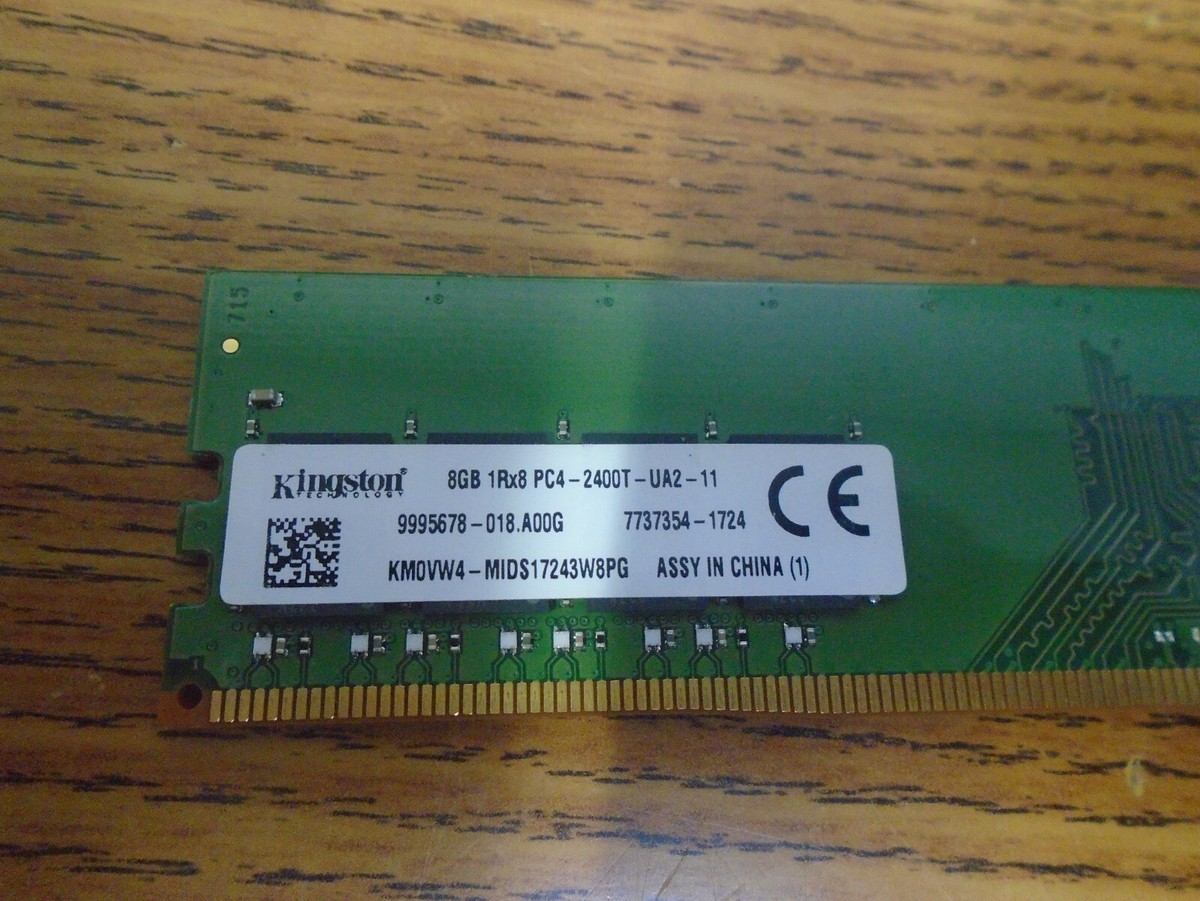 715
Kingston®
TECHNOLOGY
8GB 1Rx8 PC4-2400T-UA2-11
CE
9995678-018.A00G 7737354-1724
KM0VW4-MIDS17243W8PG ASSY IN CHINA (1)
1